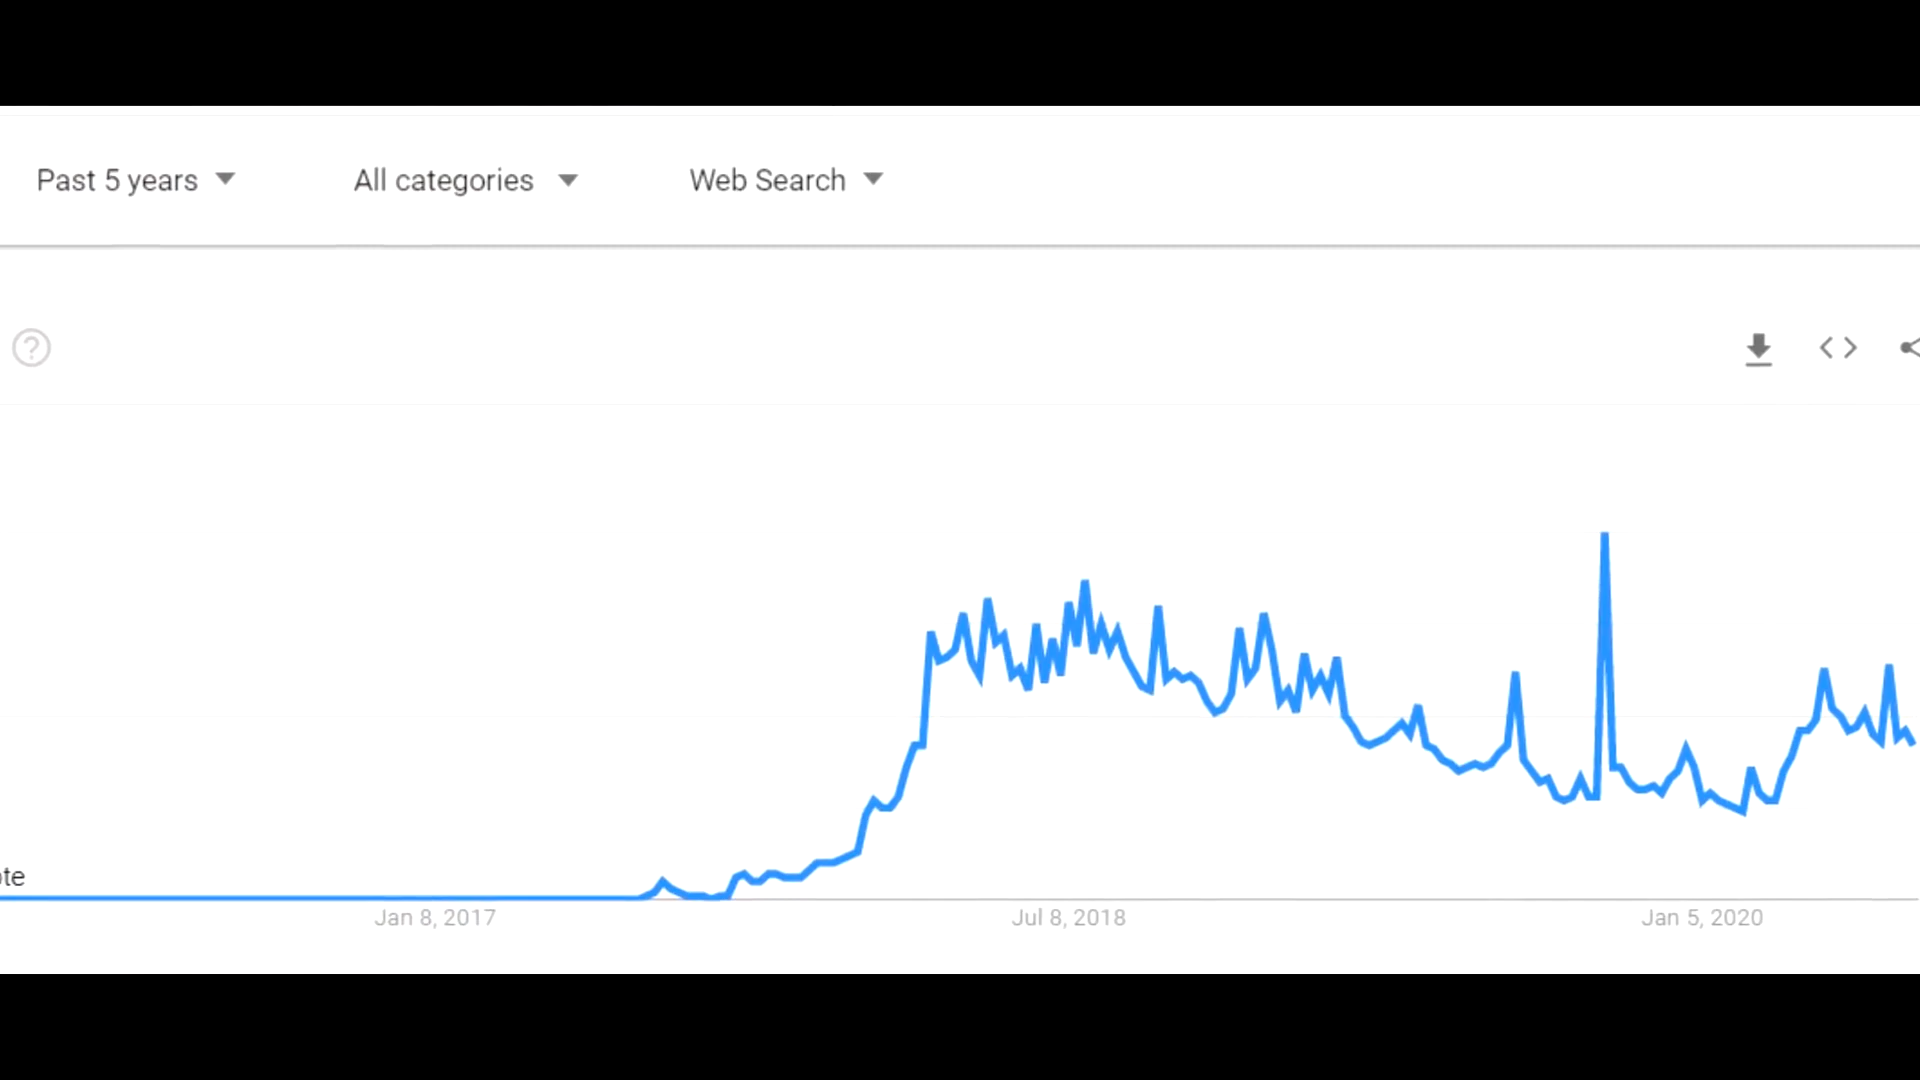 Past 5 years All categories Web Search
Jan 8, 2017 Jul 8, 2018 Jan 5, 2020